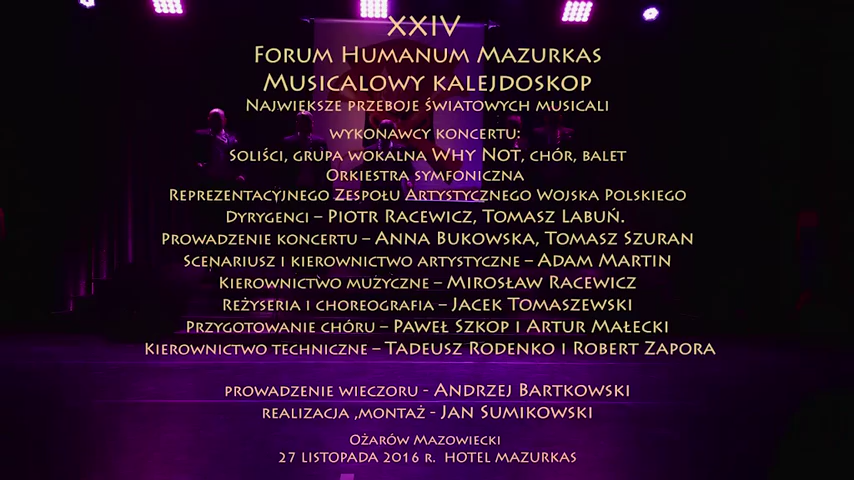 XXIV
Forum Humanum Mazurkas
Musicalowy kalejdoskop
Największe przeboje światowych musicali
wykonawcy koncertu:
Soliści, grupa wokalna Why Not, chór, balet
Orkiestra symfoniczna
Reprezentacyjnego Zespołu Artystycznego Wojska Polskiego
Dyrygenci – Piotr Racewicz, Tomasz Labuń.
Prowadzenie koncertu – Anna Bukowska, Tomasz Szuran
Scenariusz i kierownictwo artystyczne – Adam Martin
Kierownictwo mużyczne – Mirosław Racewicz
Reżyseria i choreografia – Jacek Tomaszewski
Przygotowanie chóru – Paweł Szkop i Artur Małecki
Kierownictwo techniczne – Tadeusz Rodenko i Robert Zapora
prowadzenie wieczoru - Andrzej Bartkowski
realizacja ,montaż - Jan Sumikowski
Ożarów Mazowiecki
27 listopada 2016 r. Hotel Mazurkas